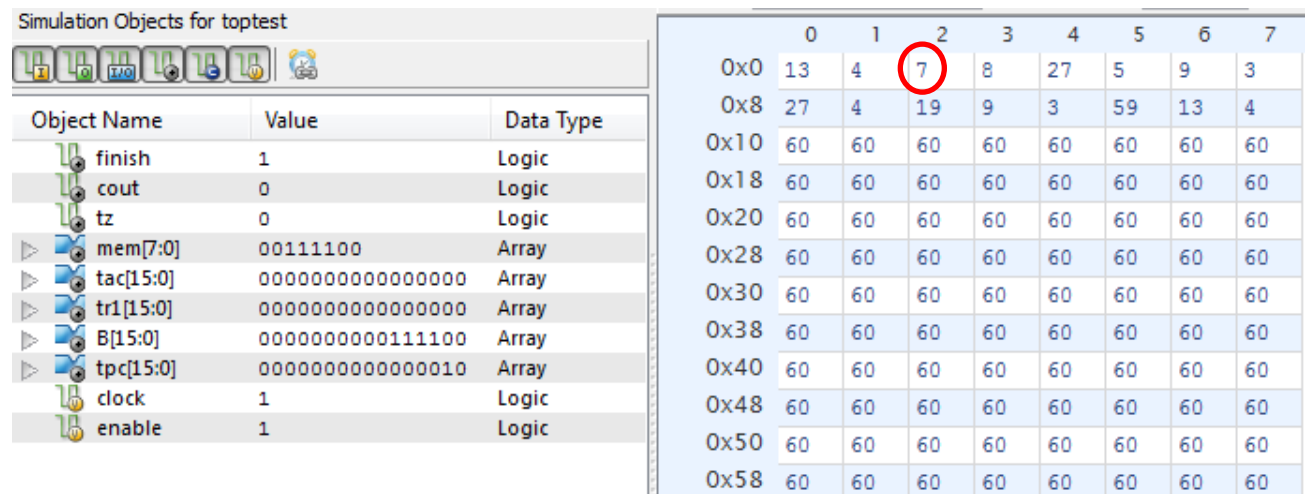 Simulation Objects for toptest
I O I/O C V
Object Name Value Data Type
finish 1 Logic
cout 0 Logic
tz 0 Logic
mem[7:0] 00111100 Array
tac[15:0] 0000000000000000 Array
tr1[15:0] 0000000000000000 Array
B[15:0] 0000000000111100 Array
tpc[15:0] 0000000000000010 Array
clock 1 Logic
enable 1 Logic
0 1 2 3 4 5 6 7
0x0 13 4 7 8 27 5 9 3
0x8 27 4 19 9 3 59 13 4
0x10 60 60 60 60 60 60 60 60
0x18 60 60 60 60 60 60 60 60
0x20 60 60 60 60 60 60 60 60
0x28 60 60 60 60 60 60 60 60
0x30 60 60 60 60 60 60 60 60
0x38 60 60 60 60 60 60 60 60
0x40 60 60 60 60 60 60 60 60
0x48 60 60 60 60 60 60 60 60
0x50 60 60 60 60 60 60 60 60
0x58 60 60 60 60 60 60 60 60